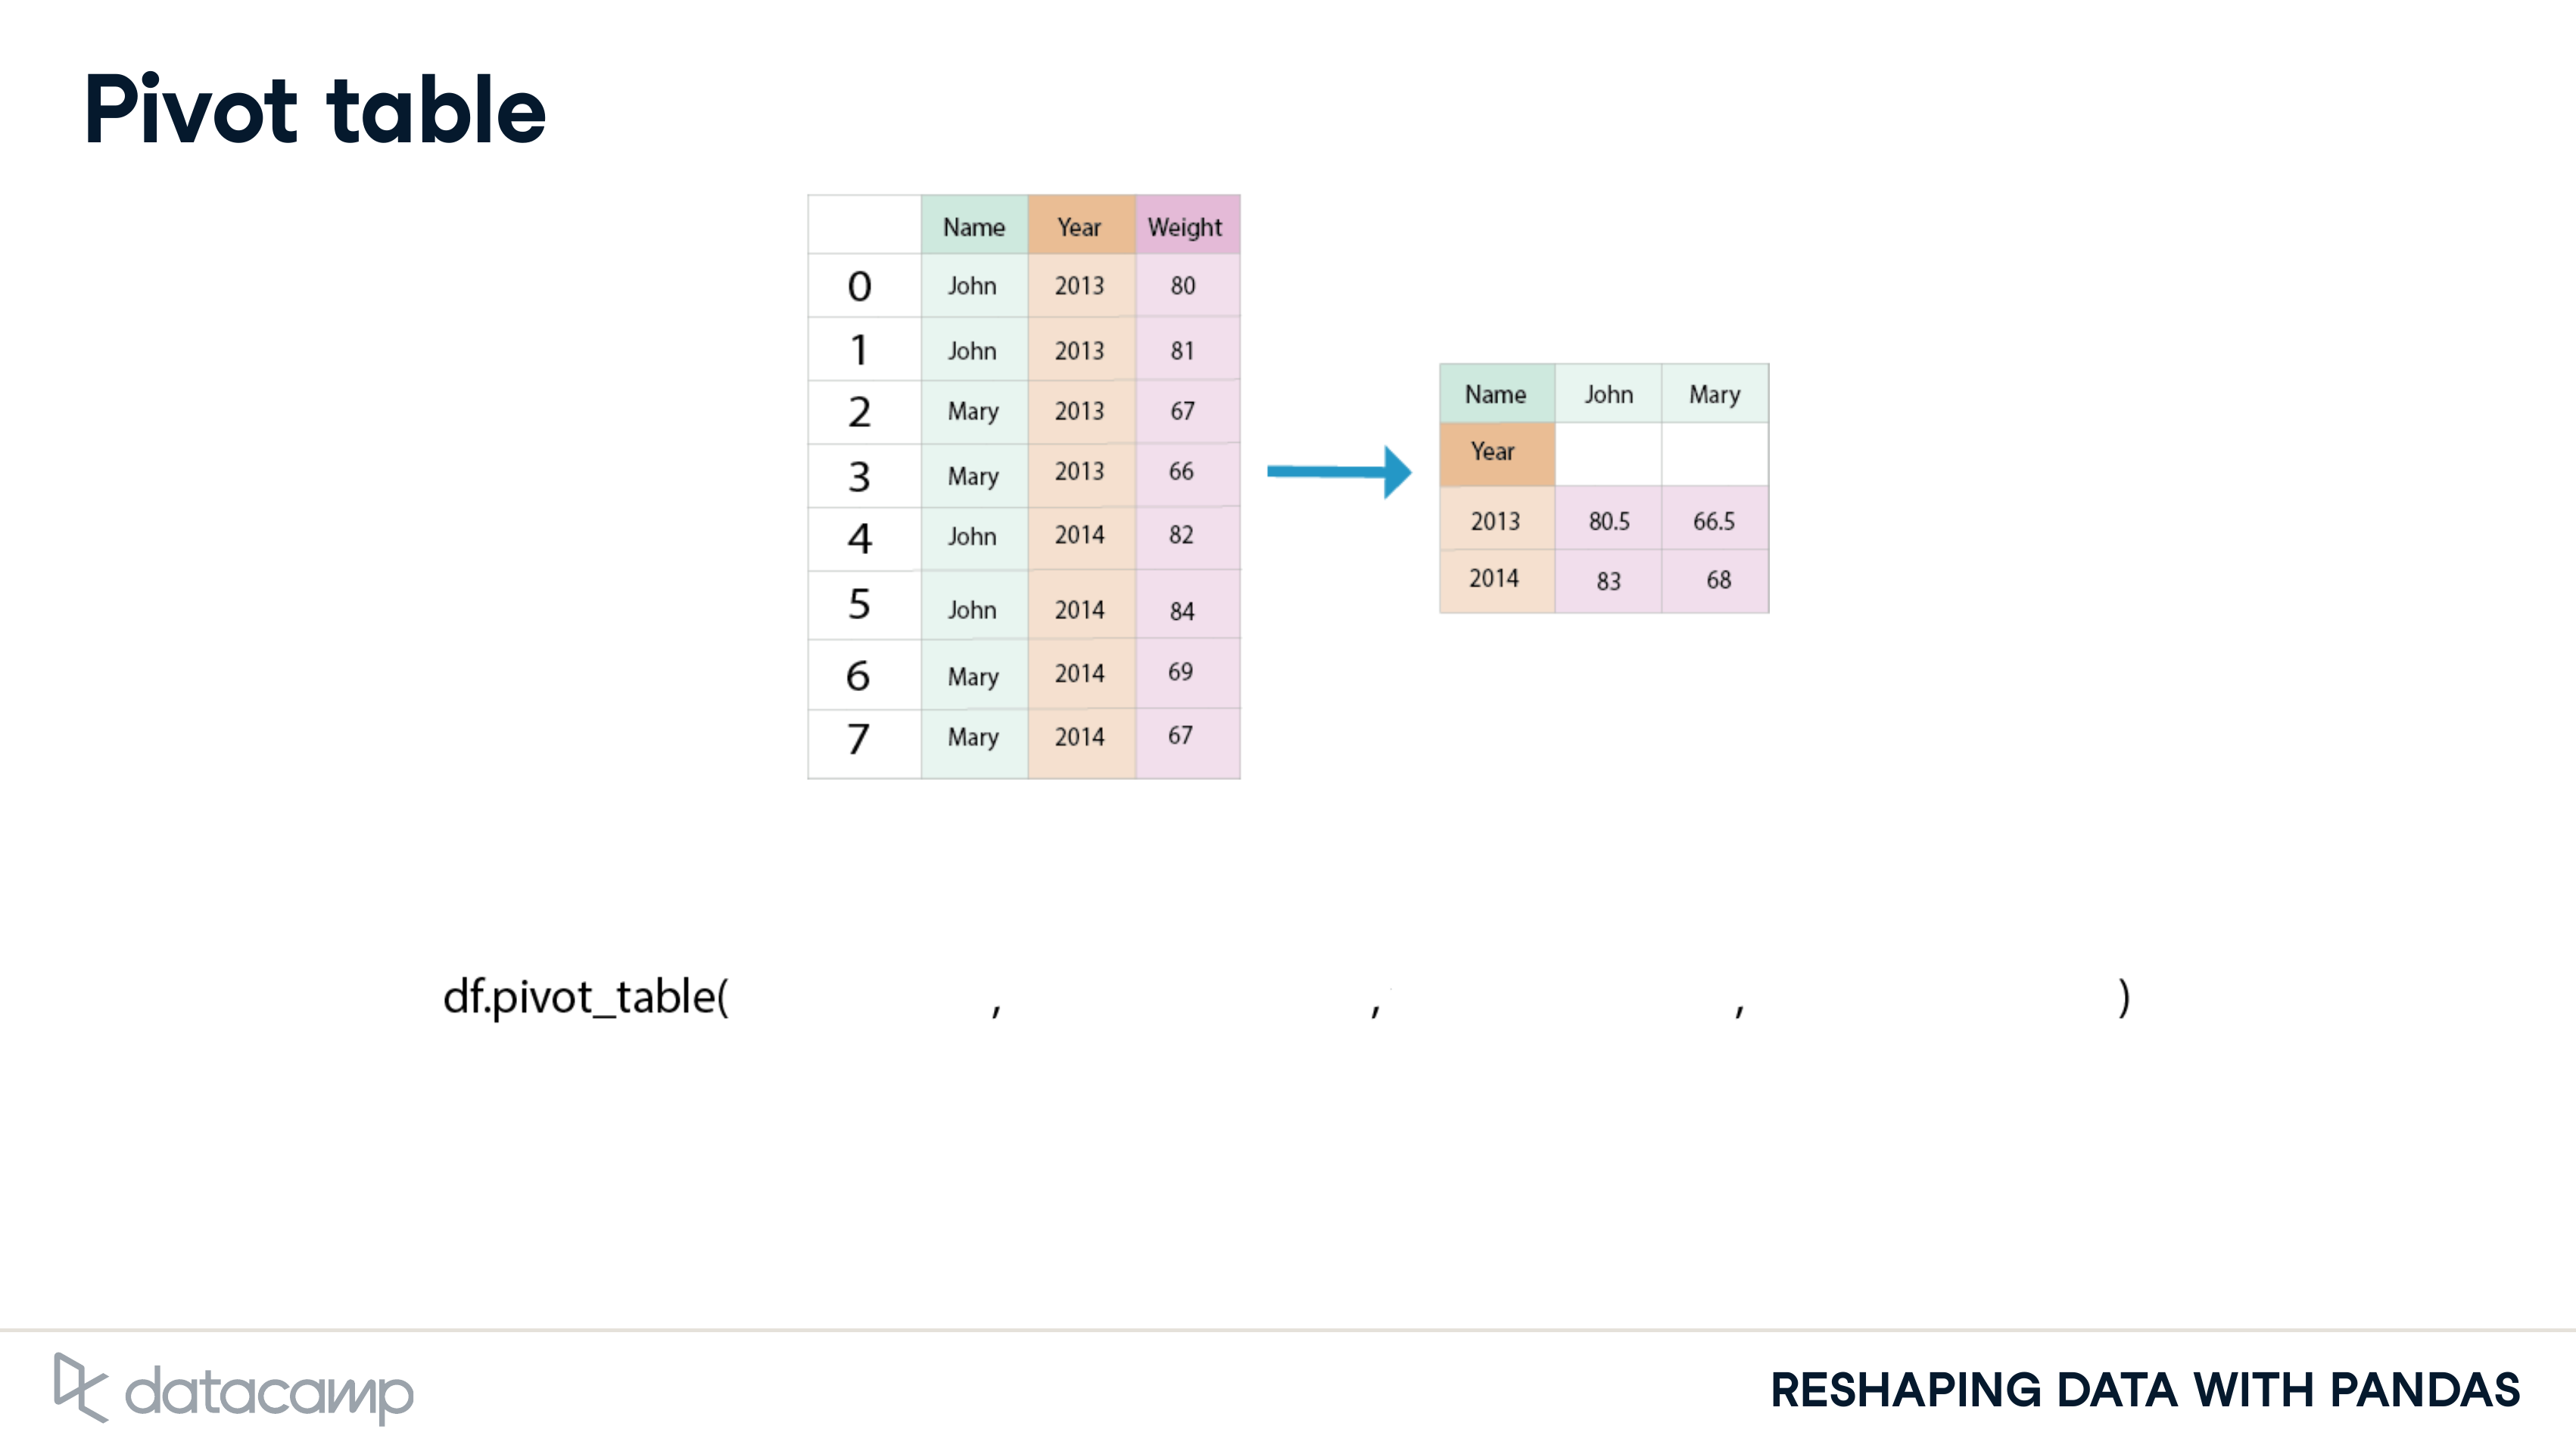 Pivot table
Name Year Weight
0 John 2013 80
1 John 2013 81
2 Mary 2013 67
3 Mary 2013 66
4 John 2014 82
5 John 2014 84
6 Mary 2014 69
7 Mary 2014 67
Name John Mary
Year
2013 80.5 66.5
2014 83 68
df.pivot_table( , , , )
datacamp
RESHAPING DATA WITH PANDAS